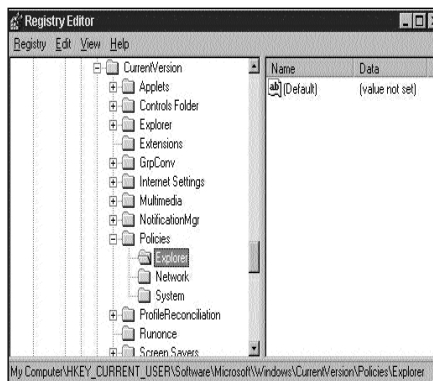 Registry Editor
Registry Edit View Help
CurrentVersion
Applets
Controls Folder
Explorer
Extensions
GrpConv
Internet Settings
Multimedia
NotificationMgr
Policies
Explorer
Network
System
ProfileReconciliation
Runonce
Screen Savers
Name Data
ab (Default) (value not set)
My Computer\HKEY_CURRENT_USER\Software\Microsoft\Windows\CurrentVersion\Policies\Explorer